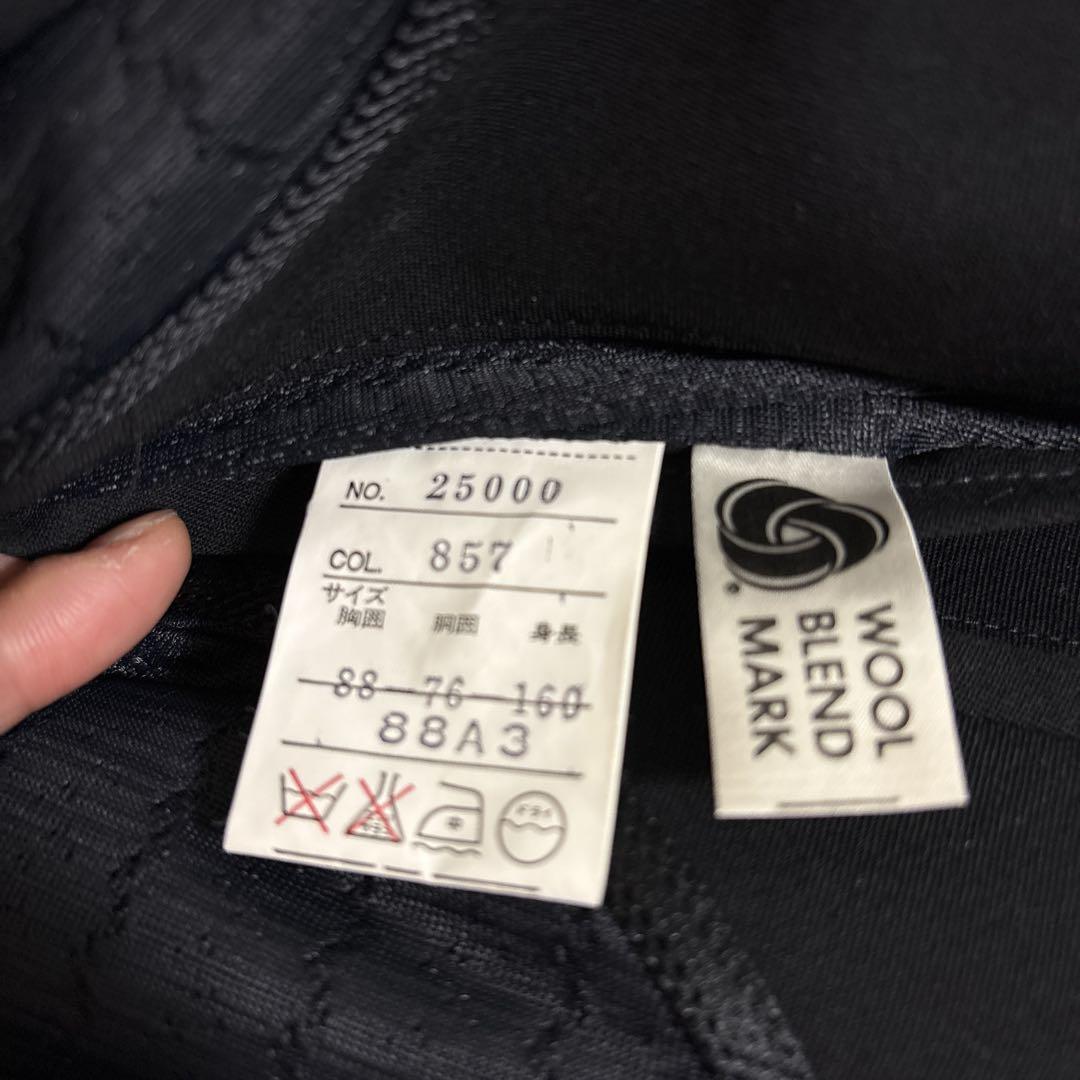 NO. 25000
COL. 857
サイズ
胸囲 胴囲 身長
88-76-160
88A3
ドライ
WOOL
BLEND
MARK